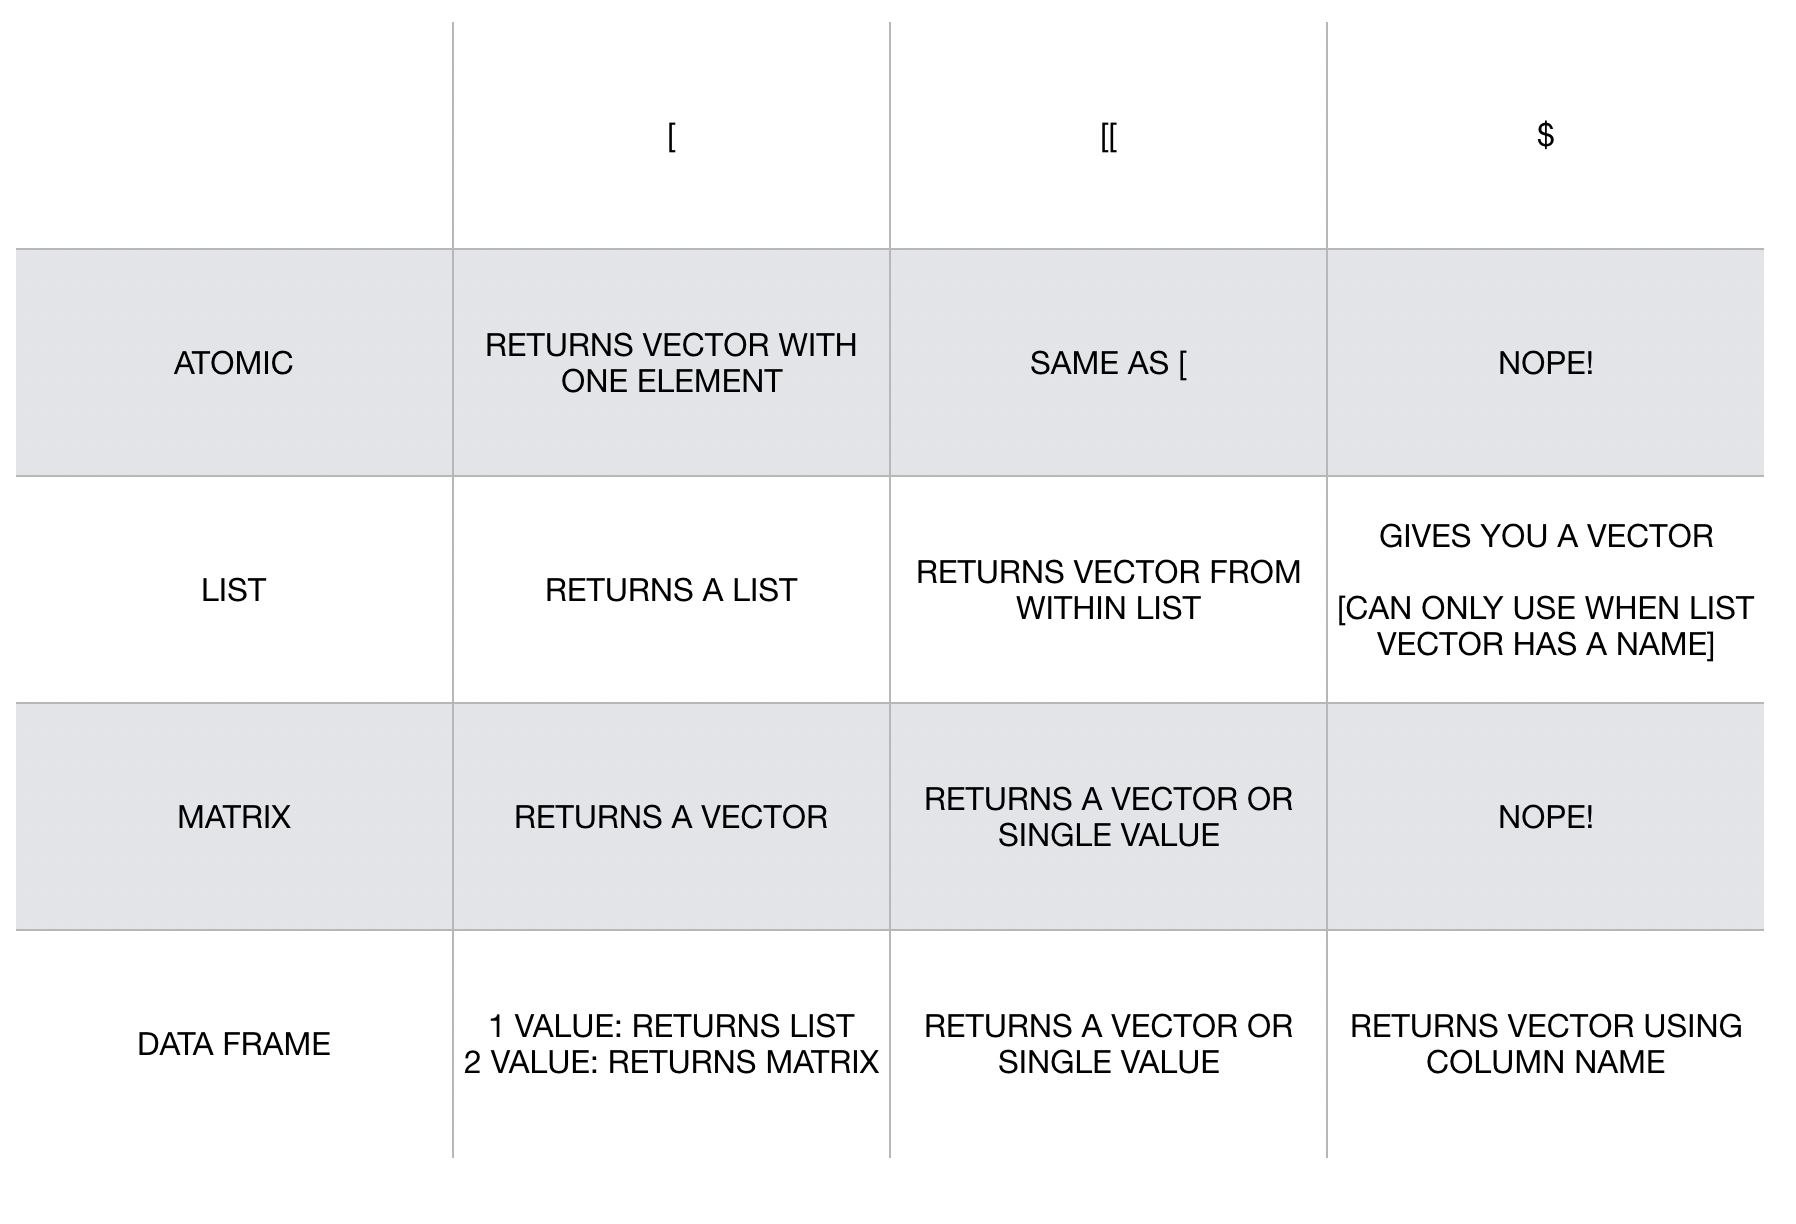 [
[[
$
ATOMIC
RETURNS VECTOR WITH
ONE ELEMENT
SAME AS [
NOPE!
LIST
RETURNS A LIST
RETURNS VECTOR FROM
WITHIN LIST
GIVES YOU A VECTOR
[CAN ONLY USE WHEN LIST
VECTOR HAS A NAME]
MATRIX
RETURNS A VECTOR
RETURNS A VECTOR OR
SINGLE VALUE
NOPE!
DATA FRAME
1 VALUE: RETURNS LIST
2 VALUE: RETURNS MATRIX
RETURNS A VECTOR OR
SINGLE VALUE
RETURNS VECTOR USING
COLUMN NAME